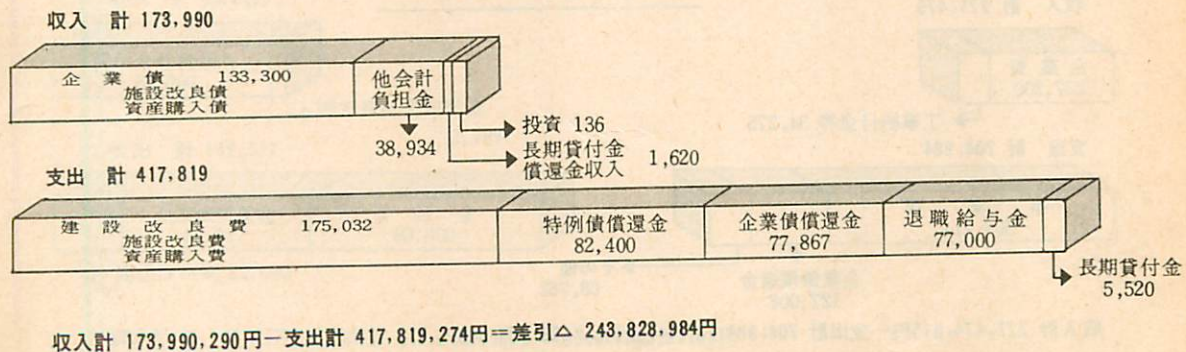 収入 計 173,990
企業債 133,300
施設改良債
資産購入債
他会計
負担金
38,934
投資 136
長期貸付金
償還金収入 1,620
支出 計 417,819
建設改良費 175,032
施設改良費
資産購入費
特例債償還金
82,400
企業債償還金
77,867
退職給与金
77,000
長期貸付金
5,520
収入計 173,990,290円－支出計 417,819,274円＝差引△ 243,828,984円